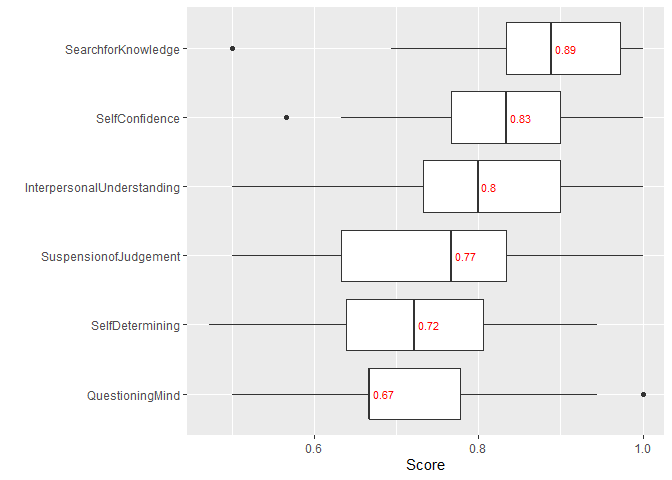 SearchforKnowledge
0.89
SelfConfidence
0.83
InterpersonalUnderstanding
0.8
SuspensionofJudgement
0.77
SelfDetermining
0.72
QuestioningMind
0.67
0.6 0.8 1.0
Score